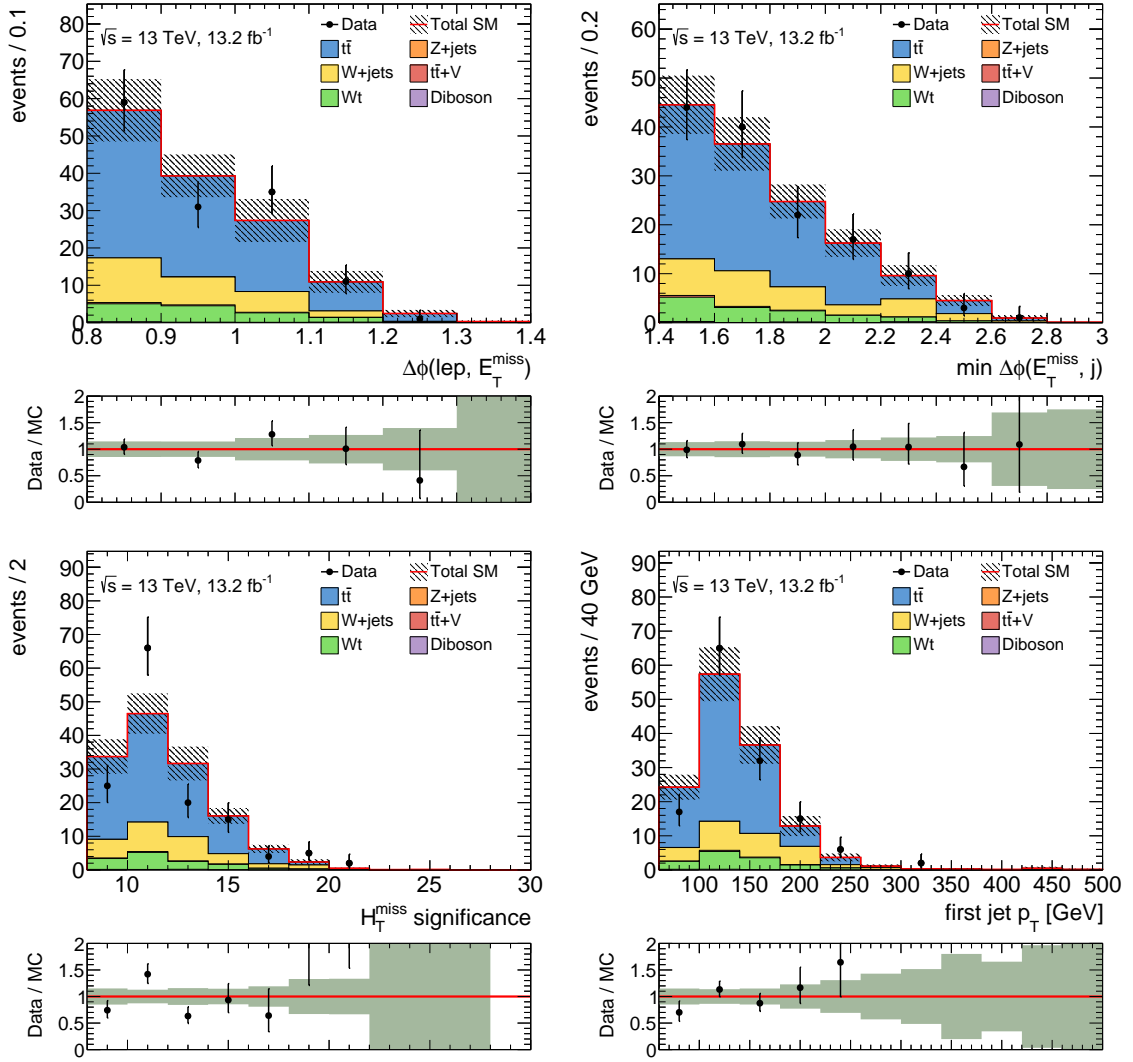 events / 0.1
80
70
60
50
40
30
20
10
0
√s = 13 TeV, 13.2 fb⁻¹
Data
Total SM
tt̄
Z+jets
W+jets
tt̄+V
Wt
Diboson
0.8 0.9 1 1.1 1.2 1.3 1.4
Δϕ(lep, E_T^miss)
Data / MC
2
1.5
1
0.5
0
events / 0.2
60
50
40
30
20
10
0
√s = 13 TeV, 13.2 fb⁻¹
Data
Total SM
tt̄
Z+jets
W+jets
tt̄+V
Wt
Diboson
1.4 1.6 1.8 2 2.2 2.4 2.6 2.8 3
min Δϕ(E_T^miss, j)
Data / MC
2
1.5
1
0.5
0
events / 2
90
80
70
60
50
40
30
20
10
0
√s = 13 TeV, 13.2 fb⁻¹
Data
Total SM
tt̄
Z+jets
W+jets
tt̄+V
Wt
Diboson
10 15 20 25 30
H_T^miss significance
Data / MC
2
1.5
1
0.5
0
events / 40 GeV
90
80
70
60
50
40
30
20
10
0
√s = 13 TeV, 13.2 fb⁻¹
Data
Total SM
tt̄
Z+jets
W+jets
tt̄+V
Wt
Diboson
100 150 200 250 300 350 400 450 500
first jet p_T [GeV]
Data / MC
2
1.5
1
0.5
0